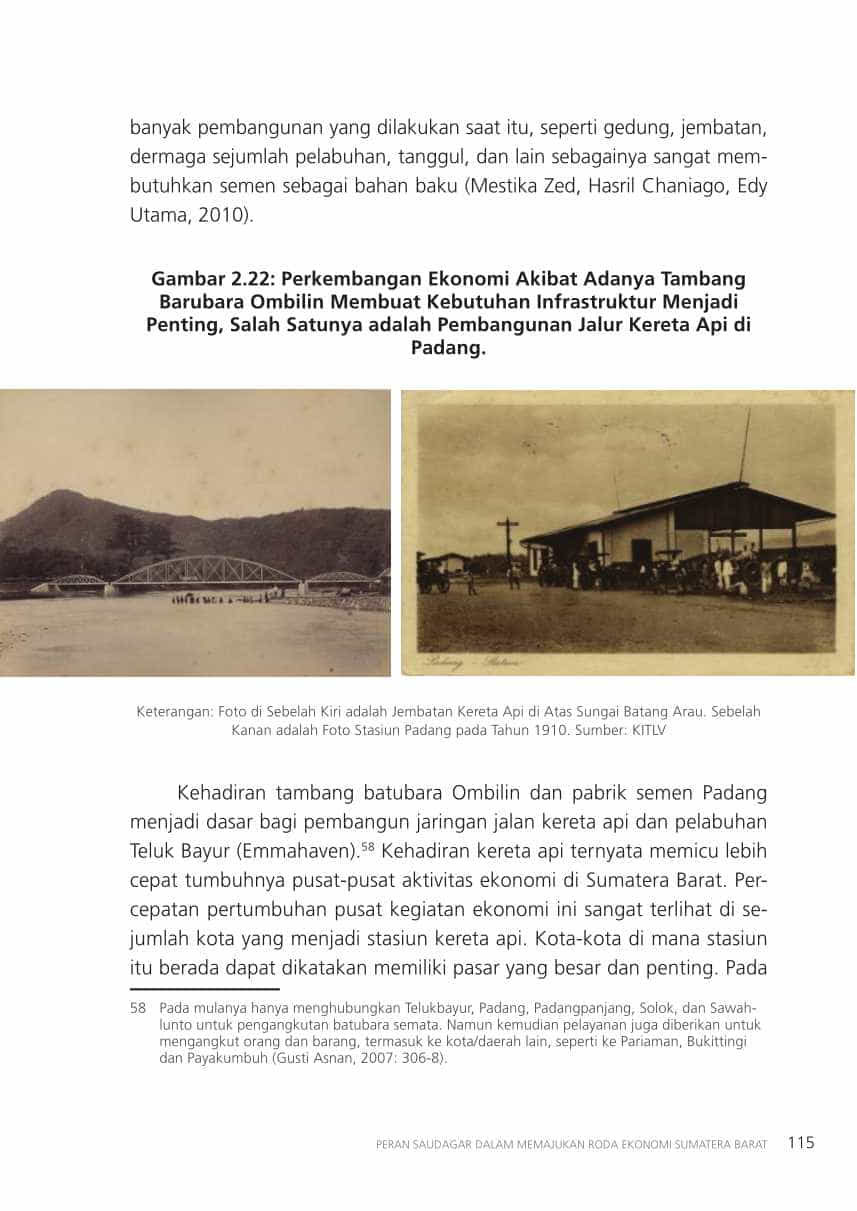 banyak pembangunan yang dilakukan saat itu, seperti gedung, jembatan,
dermaga sejumlah pelabuhan, tanggul, dan lain sebagainya sangat mem-
butuhkan semen sebagai bahan baku (Mestika Zed, Hasril Chaniago, Edy
Utama, 2010).
Gambar 2.22: Perkembangan Ekonomi Akibat Adanya Tambang
Barubara Ombilin Membuat Kebutuhan Infrastruktur Menjadi
Penting, Salah Satunya adalah Pembangunan Jalur Kereta Api di
Padang.
Padang - Station
Keterangan: Foto di Sebelah Kiri adalah Jembatan Kereta Api di Atas Sungai Batang Arau. Sebelah
Kanan adalah Foto Stasiun Padang pada Tahun 1910. Sumber: KITLV
Kehadiran tambang batubara Ombilin dan pabrik semen Padang
menjadi dasar bagi pembangun jaringan jalan kereta api dan pelabuhan
Teluk Bayur (Emmahaven).58 Kehadiran kereta api ternyata memicu lebih
cepat tumbuhnya pusat-pusat aktivitas ekonomi di Sumatera Barat. Per-
cepatan pertumbuhan pusat kegiatan ekonomi ini sangat terlihat di se-
jumlah kota yang menjadi stasiun kereta api. Kota-kota di mana stasiun
itu berada dapat dikatakan memiliki pasar yang besar dan penting. Pada
58 Pada mulanya hanya menghubungkan Telukbayur, Padang, Padangpanjang, Solok, dan Sawah-
lunto untuk pengangkutan batubara semata. Namun kemudian pelayanan juga diberikan untuk
mengangkut orang dan barang, termasuk ke kota/daerah lain, seperti ke Pariaman, Bukittingi
dan Payakumbuh (Gusti Asnan, 2007: 306-8).
PERAN SAUDAGAR DALAM MEMAJUKAN RODA EKONOMI SUMATERA BARAT 115